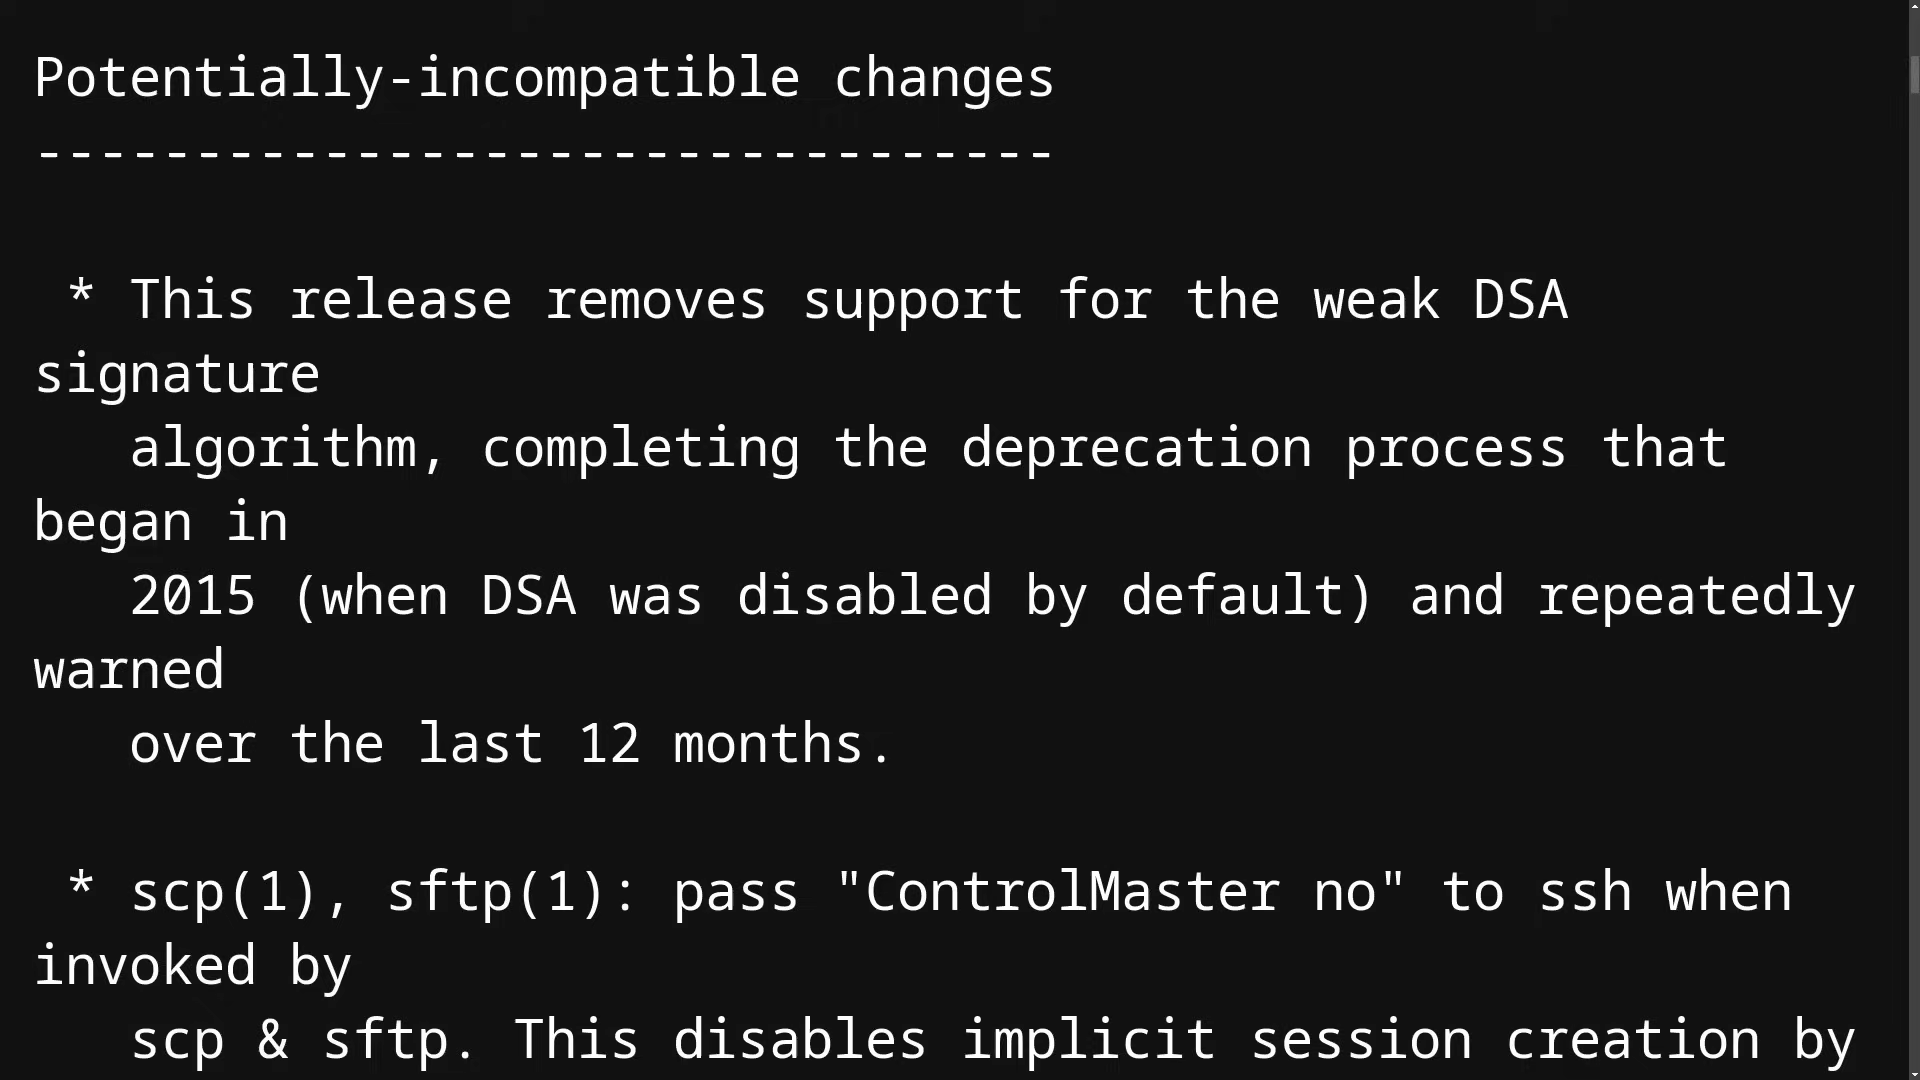 Potentially-incompatible changes
--------------------------------
 * This release removes support for the weak DSA
signature
   algorithm, completing the deprecation process that
began in
   2015 (when DSA was disabled by default) and repeatedly
warned
   over the last 12 months.
 * scp(1), sftp(1): pass "ControlMaster no" to ssh when
invoked by
   scp & sftp. This disables implicit session creation by